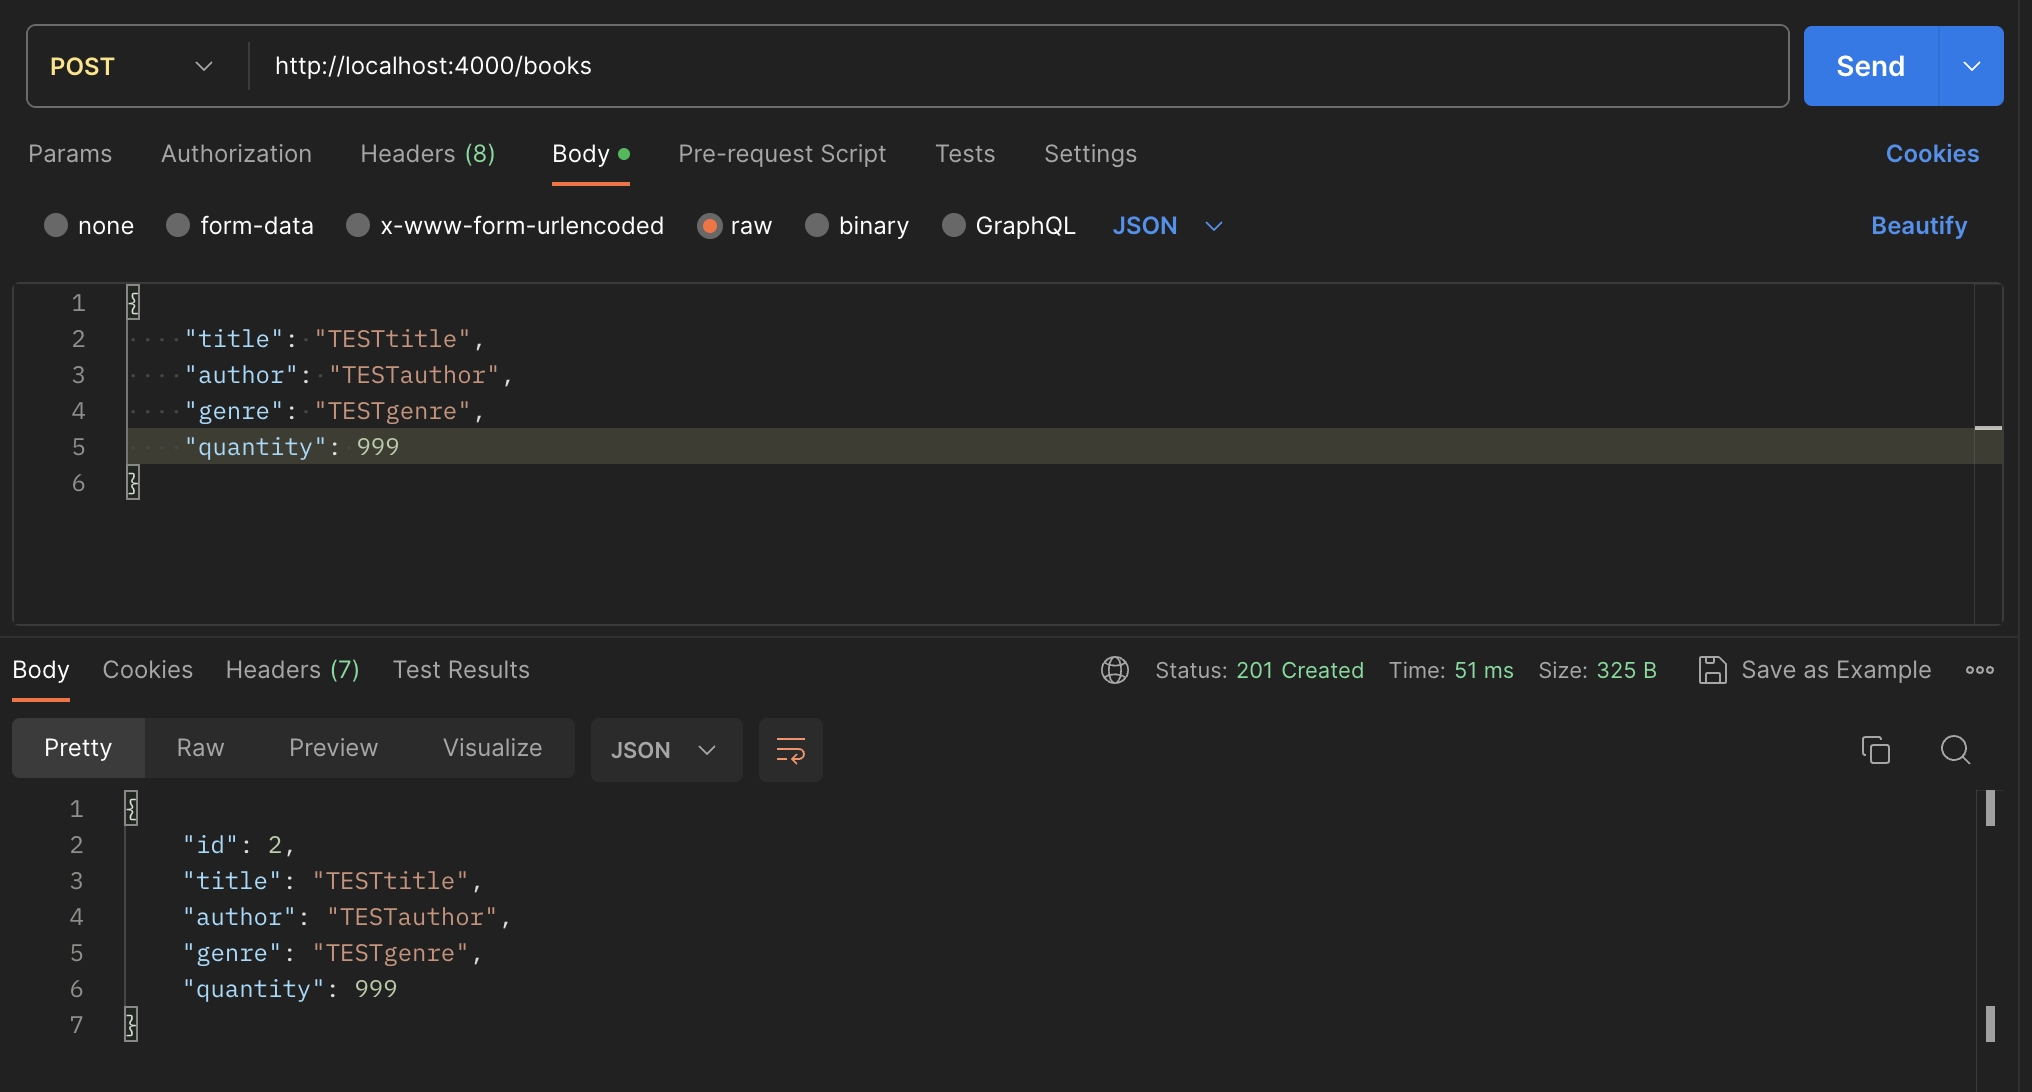 POST http://localhost:4000/books Send
Params Authorization Headers (8) Body Pre-request Script Tests Settings Cookies
none form-data x-www-form-urlencoded raw binary GraphQL JSON Beautify
1 {
2 "title": "TESTtitle",
3 "author": "TESTauthor",
4 "genre": "TESTgenre",
5 "quantity": 999
6 }
Body Cookies Headers (7) Test Results Status: 201 Created Time: 51 ms Size: 325 B Save as Example
Pretty Raw Preview Visualize JSON
1 {
2 "id": 2,
3 "title": "TESTtitle",
4 "author": "TESTauthor",
5 "genre": "TESTgenre",
6 "quantity": 999
7 }